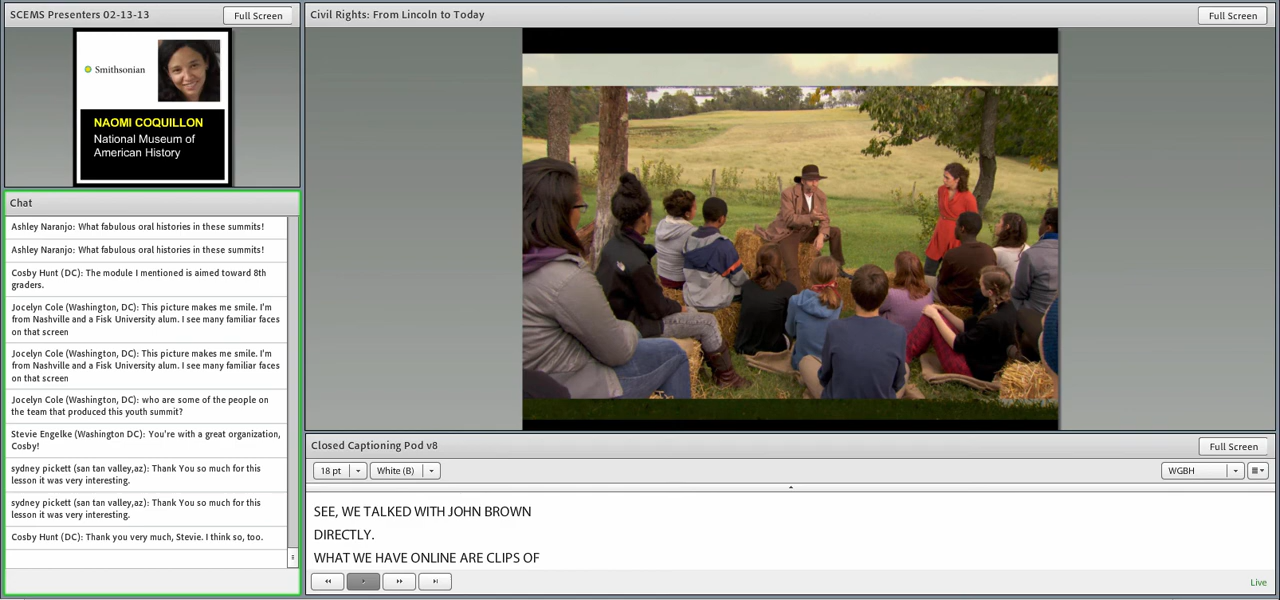 SCEMS Presenters 02-13-13
Full Screen
Smithsonian
NAOMI COQUILLON
National Museum of
American History
Chat
Ashley Naranjo: What fabulous oral histories in these summits!
Ashley Naranjo: What fabulous oral histories in these summits!
Cosby Hunt (DC): The module I mentioned is aimed toward 8th
graders.
Jocelyn Cole (Washington, DC): This picture makes me smile. I'm
from Nashville and a Fisk University alum. I see many familiar faces
on that screen
Jocelyn Cole (Washington, DC): This picture makes me smile. I'm
from Nashville and a Fisk University alum. I see many familiar faces
on that screen
Jocelyn Cole (Washington, DC): who are some of the people on
the team that produced this youth summit?
Stevie Engelke (Washington DC): You're with a great organization,
Cosby!
sydney pickett (san tan valley,az): Thank You so much for this
lesson it was very interesting.
sydney pickett (san tan valley,az): Thank You so much for this
lesson it was very interesting.
Cosby Hunt (DC): Thank you very much, Stevie. I think so, too.
Civil Rights: From Lincoln to Today
Full Screen
Closed Captioning Pod v8
Full Screen
18 pt
White (B)
WGBH
SEE, WE TALKED WITH JOHN BROWN
DIRECTLY.
WHAT WE HAVE ONLINE ARE CLIPS OF
Live